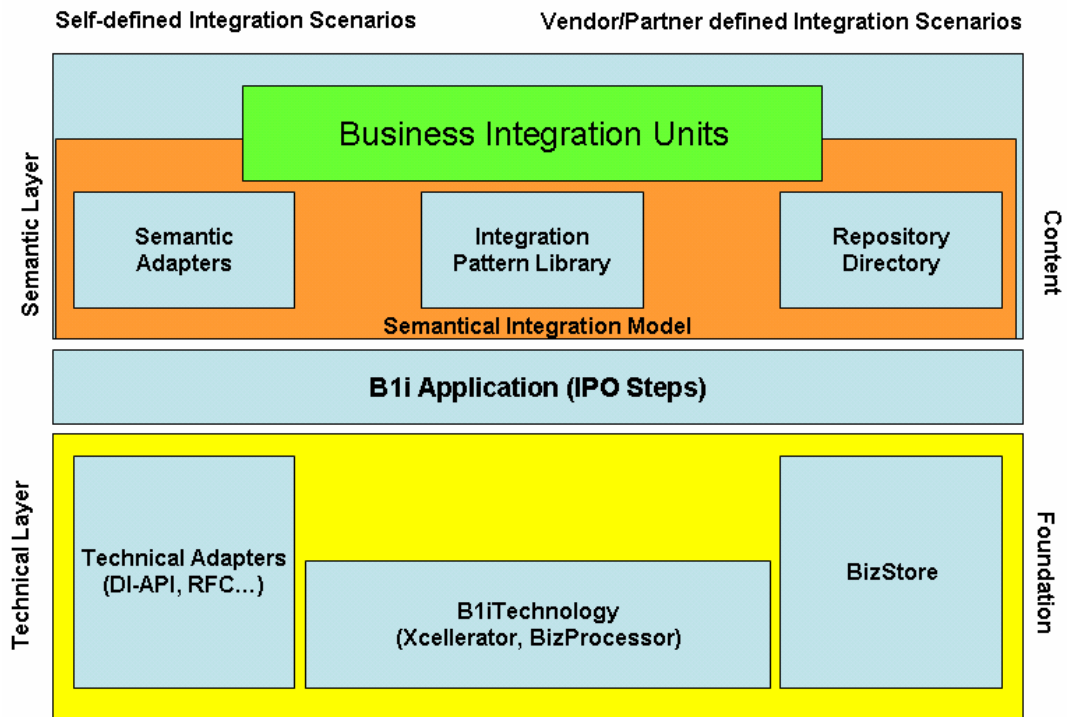 Self-defined Integration Scenarios
Vendor/Partner defined Integration Scenarios
Semantic Layer
Business Integration Units
Semantic
Adapters
Integration
Pattern Library
Repository
Directory
Semantical Integration Model
Content
B1i Application (IPO Steps)
Technical Layer
Technical Adapters
(DI-API, RFC...)
B1iTechnology
(Xcellerator, BizProcessor)
BizStore
Foundation